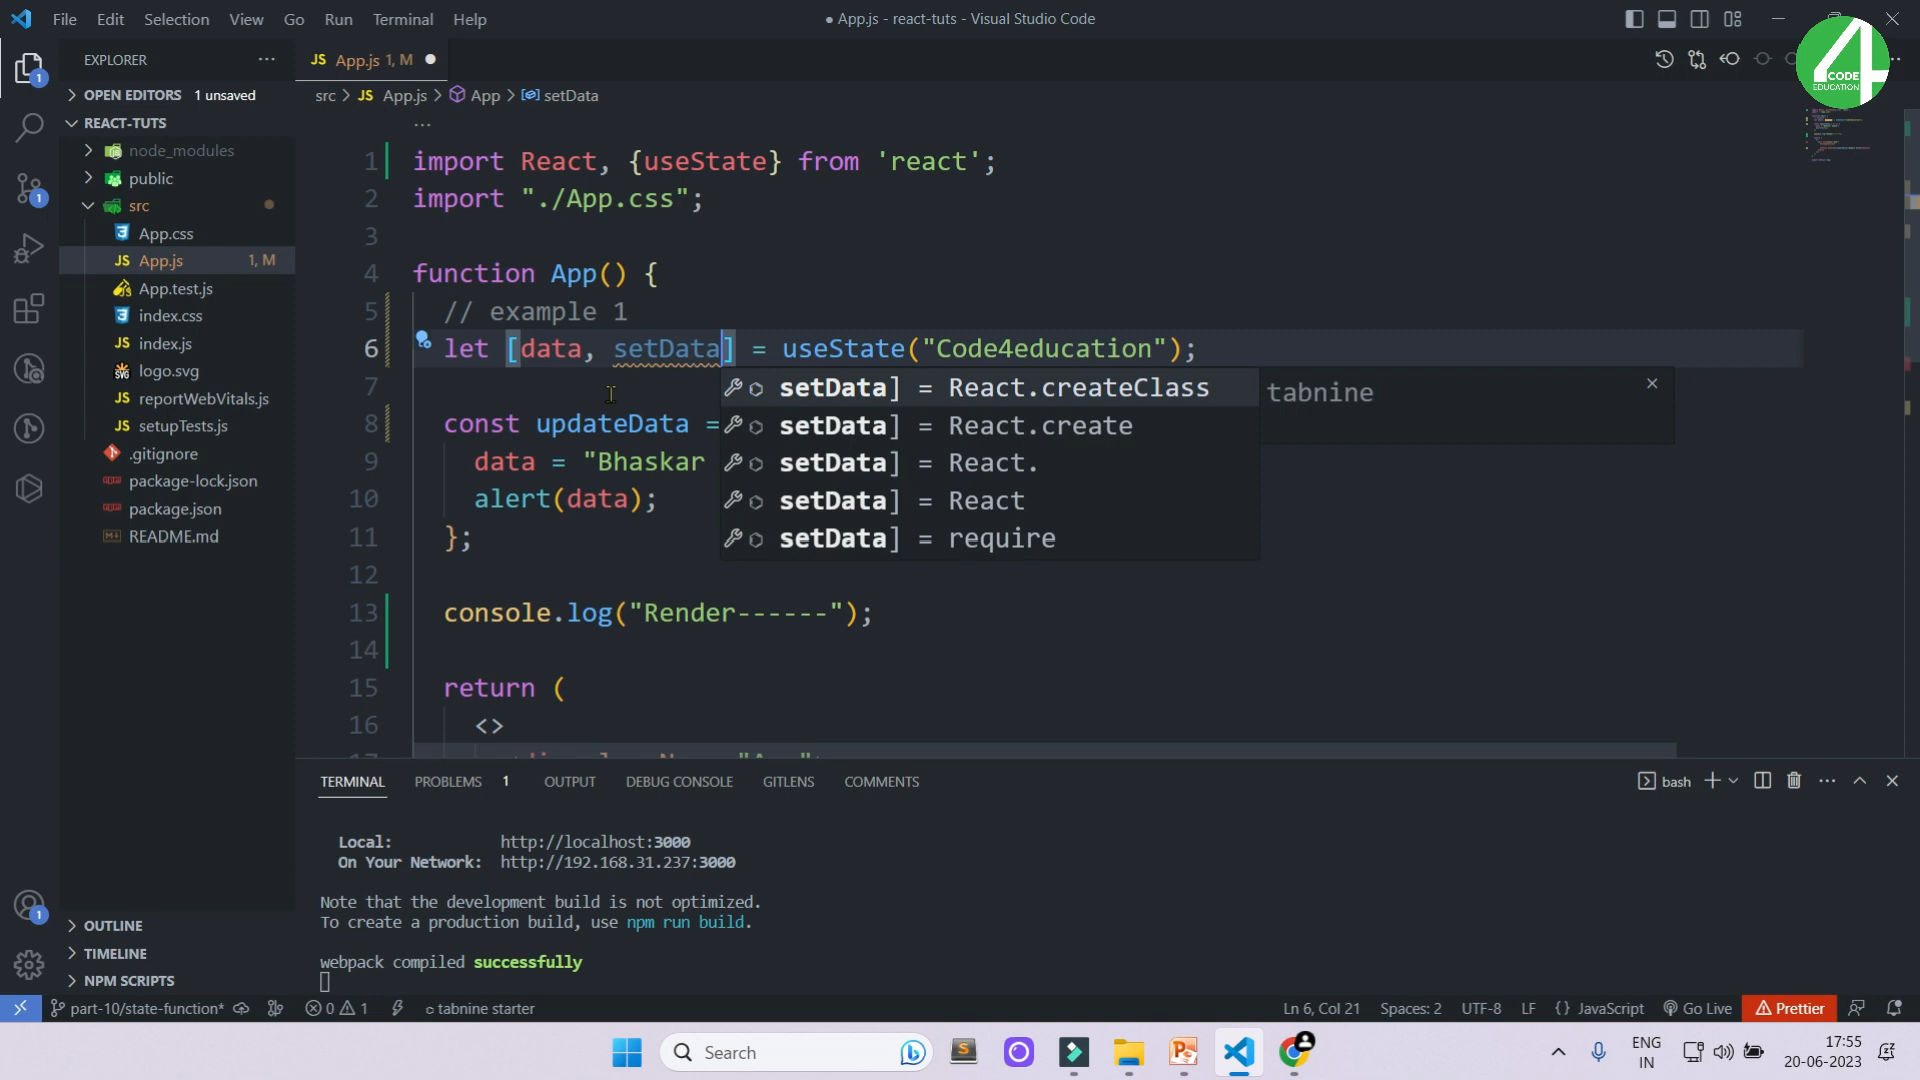 File Edit Selection View Go Run Terminal Help
● App.js - react-tuts - Visual Studio Code
4 CODE EDUCATION
EXPLORER ...
JS App.js 1, M ●
OPEN EDITORS 1 unsaved
src > JS App.js > App > setData
REACT-TUTS
node_modules
public
src
App.css
JS App.js 1, M
App.test.js
index.css
JS index.js
logo.svg
JS reportWebVitals.js
JS setupTests.js
.gitignore
package-lock.json
package.json
README.md
OUTLINE
TIMELINE
NPM SCRIPTS
1 import React, {useState} from 'react';
2 import "./App.css";
3
4 function App() {
5 // example 1
6 let [data, setData] = useState("Code4education");
7
8 const updateData =
9 data = "Bhaskar
10 alert(data);
11 };
12
13 console.log("Render------");
14
15 return (
16 <>
setData] = React.createClass tabnine
setData] = React.create
setData] = React.
setData] = React
setData] = require
TERMINAL PROBLEMS 1 OUTPUT DEBUG CONSOLE GITLENS COMMENTS
bash
Local: http://localhost:3000
On Your Network: http://192.168.31.237:3000
Note that the development build is not optimized.
To create a production build, use npm run build.
webpack compiled successfully
part-10/state-function* 0 1 tabnine starter
Ln 6, Col 21 Spaces: 2 UTF-8 LF {} JavaScript Go Live Prettier
Search
ENG
IN
17:55
20-06-2023